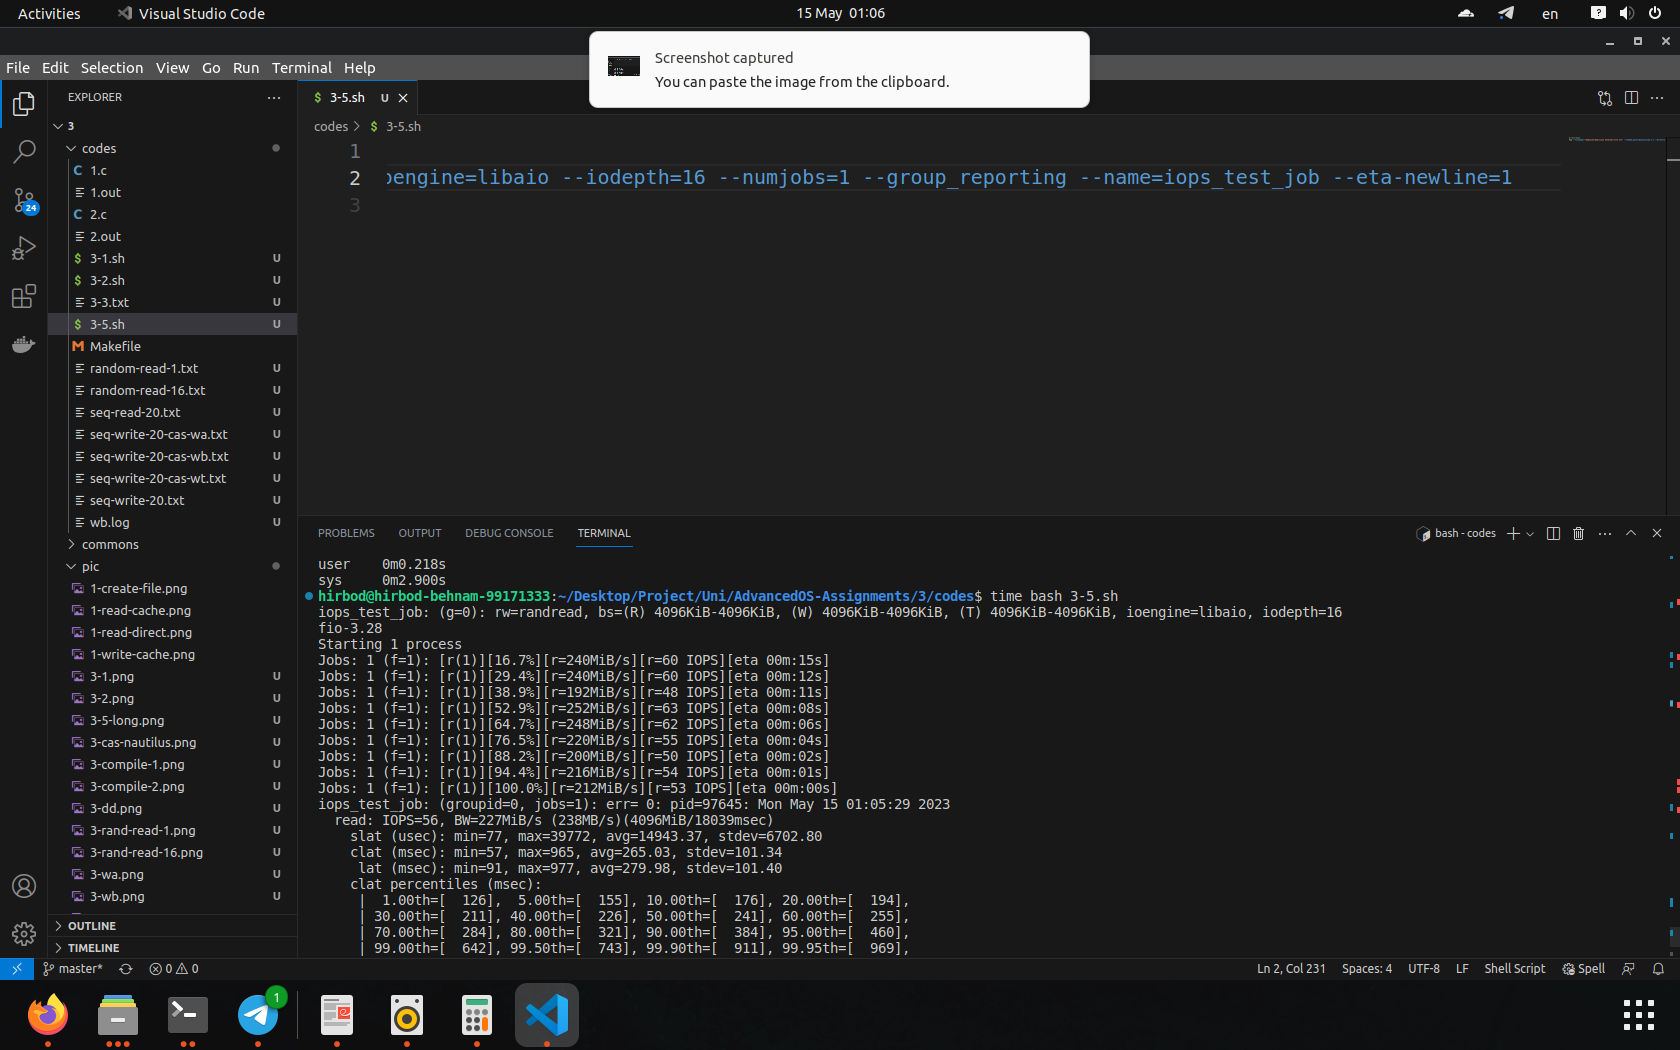 Activities
Visual Studio Code
15 May 01:06
en
Screenshot captured
You can paste the image from the clipboard.
File Edit Selection View Go Run Terminal Help
EXPLORER
3
codes
C 1.c
1.out
C 2.c
2.out
$ 3-1.sh U
$ 3-2.sh U
3-3.txt U
$ 3-5.sh U
M Makefile
random-read-1.txt U
random-read-16.txt U
seq-read-20.txt U
seq-write-20-cas-wa.txt U
seq-write-20-cas-wb.txt U
seq-write-20-cas-wt.txt U
seq-write-20.txt U
wb.log U
commons
pic
1-create-file.png
1-read-cache.png
1-read-direct.png
1-write-cache.png
3-1.png U
3-2.png U
3-5-long.png U
3-cas-nautilus.png U
3-compile-1.png U
3-compile-2.png U
3-dd.png U
3-rand-read-1.png U
3-rand-read-16.png U
3-wa.png U
3-wb.png U
OUTLINE
TIMELINE
24
$ 3-5.sh U
codes > $ 3-5.sh
1
2 oengine=libaio --iodepth=16 --numjobs=1 --group_reporting --name=iops_test_job --eta-newline=1
3
PROBLEMS OUTPUT DEBUG CONSOLE TERMINAL
bash - codes
user 0m0.218s
sys 0m2.900s
hirbod@hirbod-behnam-99171333:~/Desktop/Project/Uni/AdvancedOS-Assignments/3/codes$ time bash 3-5.sh
iops_test_job: (g=0): rw=randread, bs=(R) 4096KiB-4096KiB, (W) 4096KiB-4096KiB, (T) 4096KiB-4096KiB, ioengine=libaio, iodepth=16
fio-3.28
Starting 1 process
Jobs: 1 (f=1): [r(1)][16.7%][r=240MiB/s][r=60 IOPS][eta 00m:15s]
Jobs: 1 (f=1): [r(1)][29.4%][r=240MiB/s][r=60 IOPS][eta 00m:12s]
Jobs: 1 (f=1): [r(1)][38.9%][r=192MiB/s][r=48 IOPS][eta 00m:11s]
Jobs: 1 (f=1): [r(1)][52.9%][r=252MiB/s][r=63 IOPS][eta 00m:08s]
Jobs: 1 (f=1): [r(1)][64.7%][r=248MiB/s][r=62 IOPS][eta 00m:06s]
Jobs: 1 (f=1): [r(1)][76.5%][r=220MiB/s][r=55 IOPS][eta 00m:04s]
Jobs: 1 (f=1): [r(1)][88.2%][r=200MiB/s][r=50 IOPS][eta 00m:02s]
Jobs: 1 (f=1): [r(1)][94.4%][r=216MiB/s][r=54 IOPS][eta 00m:01s]
Jobs: 1 (f=1): [r(1)][100.0%][r=212MiB/s][r=53 IOPS][eta 00m:00s]
iops_test_job: (groupid=0, jobs=1): err= 0: pid=97645: Mon May 15 01:05:29 2023
read: IOPS=56, BW=227MiB/s (238MB/s)(4096MiB/18039msec)
slat (usec): min=77, max=39772, avg=14943.37, stdev=6702.80
clat (msec): min=57, max=965, avg=265.03, stdev=101.34
lat (msec): min=91, max=977, avg=279.98, stdev=101.40
clat percentiles (msec):
| 1.00th=[ 126], 5.00th=[ 155], 10.00th=[ 176], 20.00th=[ 194],
| 30.00th=[ 211], 40.00th=[ 226], 50.00th=[ 241], 60.00th=[ 255],
| 70.00th=[ 284], 80.00th=[ 321], 90.00th=[ 384], 95.00th=[ 460],
| 99.00th=[ 642], 99.50th=[ 743], 99.90th=[ 911], 99.95th=[ 969],
master* 0 0
Ln 2, Col 231 Spaces: 4 UTF-8 LF Shell Script Spell
1